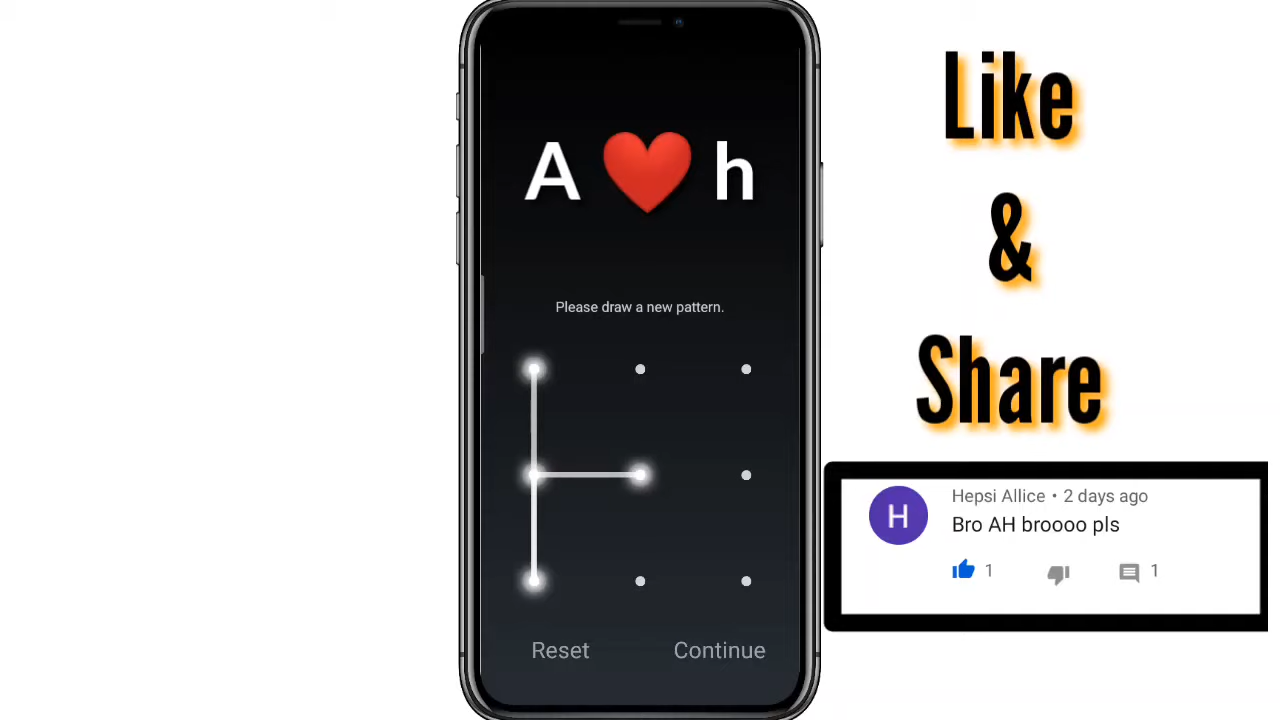 A ❤️ h
Please draw a new pattern.
Reset
Continue
Like
&
Share
H
Hepsi Allice • 2 days ago
Bro AH broooo pls
1
1